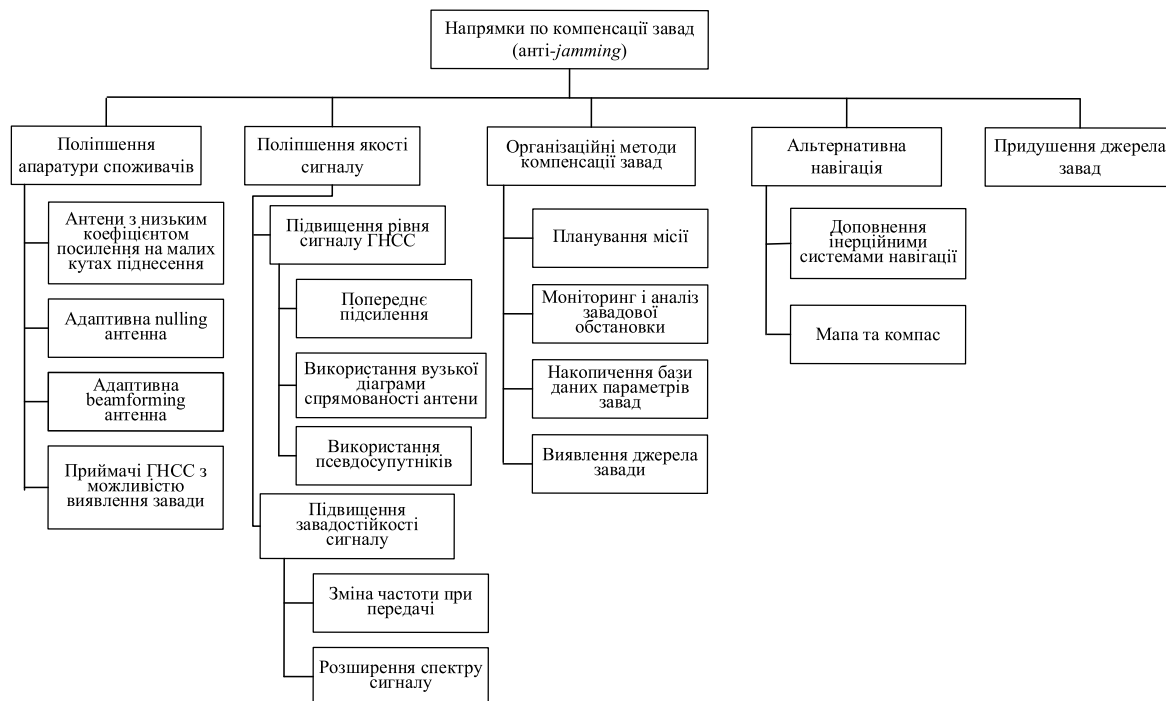 Напрямки по компенсації завад
(анті-jamming)
Поліпшення
апаратури споживачів
Антени з низьким
коефіцієнтом
посилення на малих
кутах піднесення
Адаптивна nulling
антенна
Адаптивна
beamforming
антенна
Приймачі ГНСС з
можливістю
виявлення завади
Поліпшення якості
сигналу
Підвищення рівня
сигналу ГНСС
Попереднє
підсилення
Використання вузької
діаграми
спрямованості антени
Використання
псевдосупутніків
Підвищення
завадостійкості
сигналу
Зміна частоти при
передачі
Розширення спектру
сигналу
Організаційні методи
компенсації завад
Планування місії
Моніторинг і аналіз
завадової
обстановки
Накопичення бази
даних параметрів
завад
Виявлення джерела
завади
Альтернативна
навігація
Доповнення
інерційними
системами навігації
Мапа та компас
Придушення джерела
завад